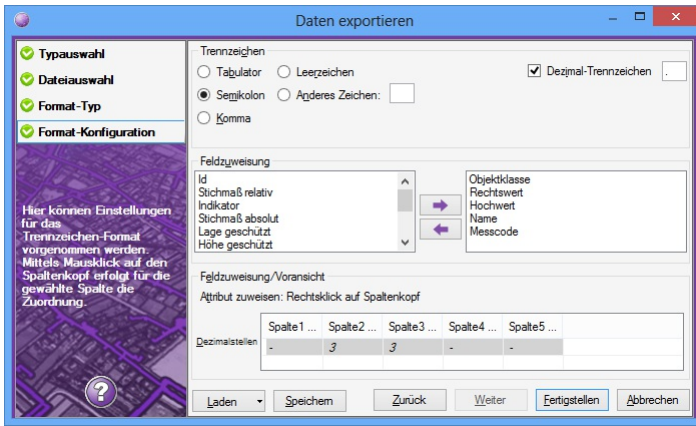 Daten exportieren
Typauswahl
Dateiauswahl
Format-Typ
Format-Konfiguration
Hier können Einstellungen
für das
Trennzeichen-Format
vorgenommen werden.
Mittels Mausklick auf den
Spaltenkopf erfolgt für die
gewählte Spalte die
Zuordnung.
Trennzeichen
Tabulator
Leerzeichen
Dezimal-Trennzeichen
.
Semikolon
Anderes Zeichen:
Komma
Feldzuweisung
Id
Stichmaß relativ
Indikator
Stichmaß absolut
Lage geschützt
Höhe geschützt
Objektklasse
Rechtswert
Hochwert
Name
Messcode
Feldzuweisung/Voransicht
Attribut zuweisen: Rechtsklick auf Spaltenkopf
Spalte1 ... Spalte2 ... Spalte3 ... Spalte4 ... Spalte5 ...
Dezimalstellen - 3 3 - -
Laden Speichern Zurück Weiter Fertigstellen Abbrechen